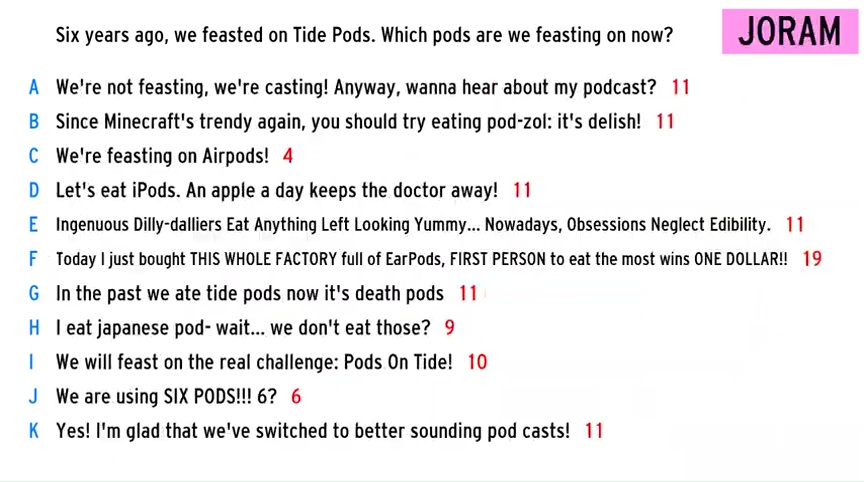 Six years ago, we feasted on Tide Pods. Which pods are we feasting on now?
JORAM
A We're not feasting, we're casting! Anyway, wanna hear about my podcast? 11
B Since Minecraft's trendy again, you should try eating pod-zol: it's delish! 11
C We're feasting on Airpods! 4
D Let's eat iPods. An apple a day keeps the doctor away! 11
E Ingenuous Dilly-dalliers Eat Anything Left Looking Yummy... Nowadays, Obsessions Neglect Edibility. 11
F Today I just bought THIS WHOLE FACTORY full of EarPods, FIRST PERSON to eat the most wins ONE DOLLAR!! 19
G In the past we ate tide pods now it's death pods 11
H I eat japanese pod- wait... we don't eat those? 9
I We will feast on the real challenge: Pods On Tide! 10
J We are using SIX PODS!!! 6? 6
K Yes! I'm glad that we've switched to better sounding pod casts! 11